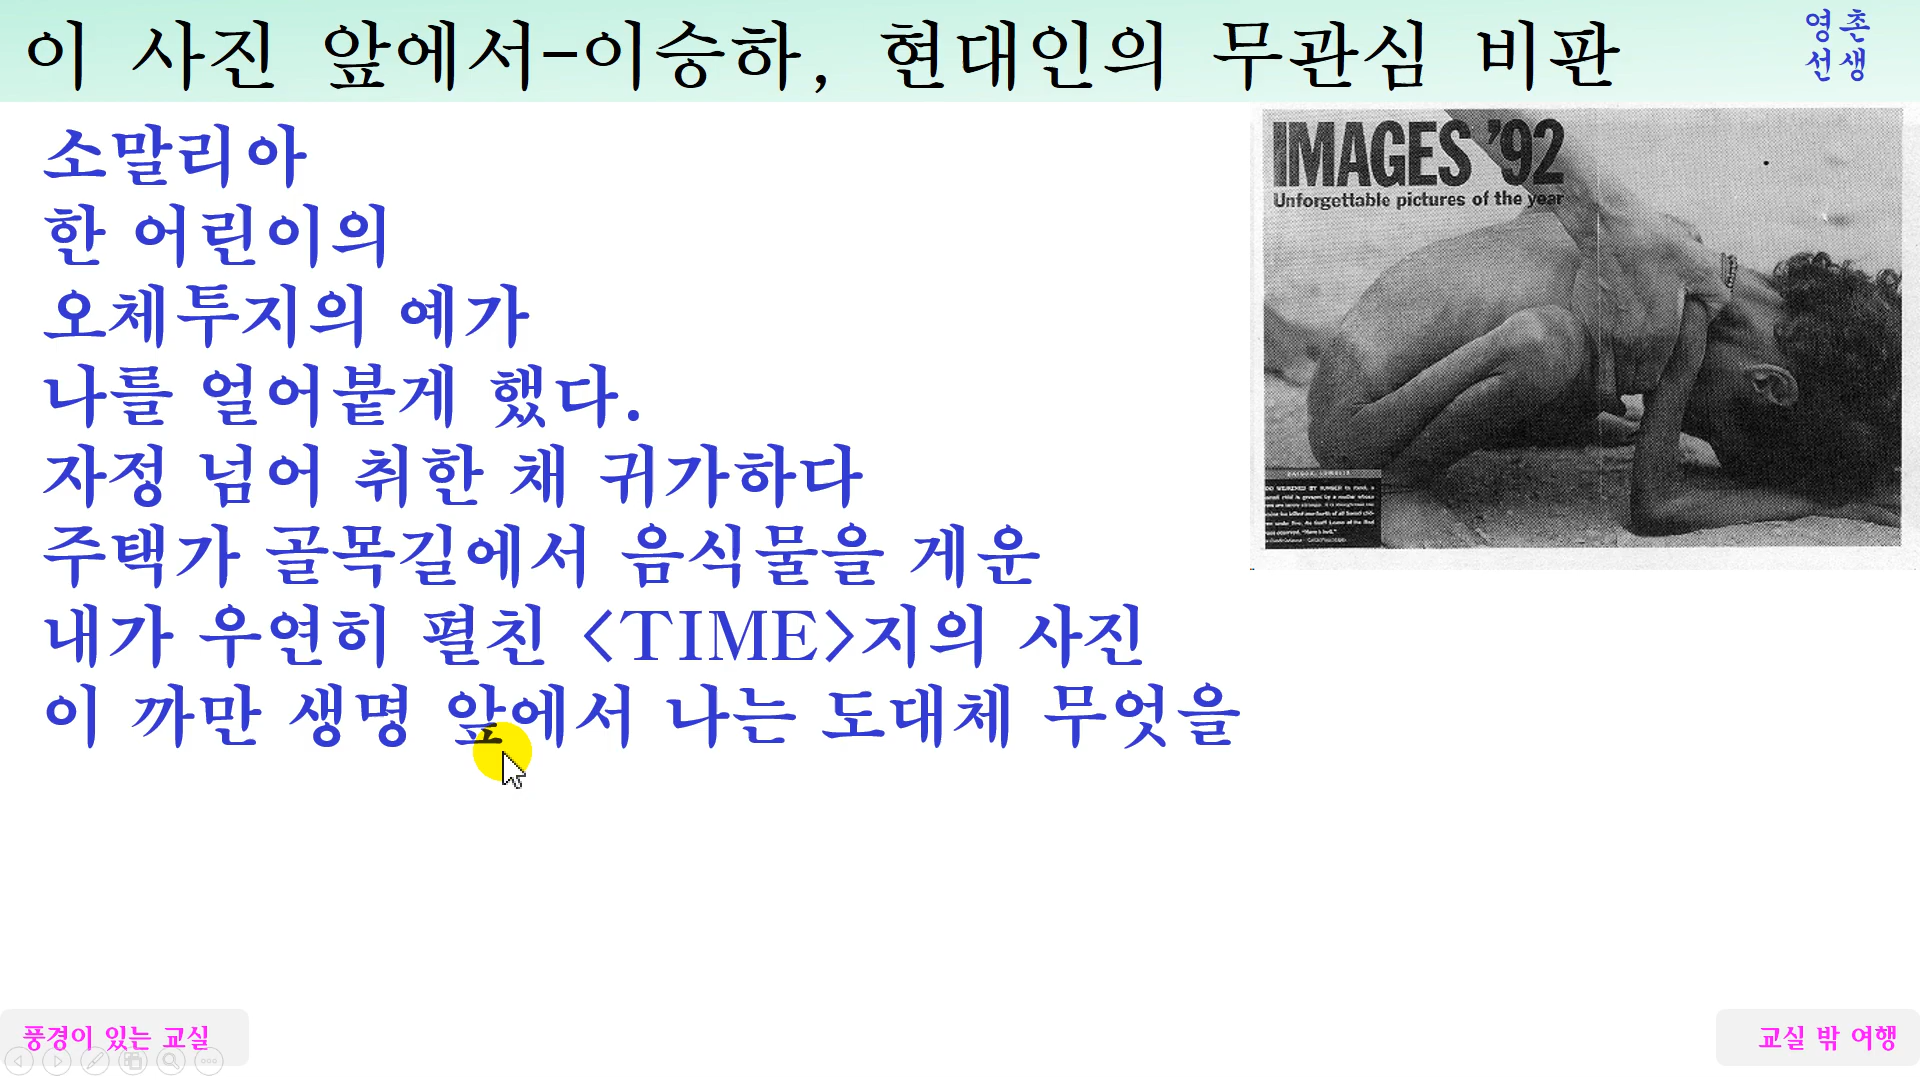 이 사진 앞에서-이승하, 현대인의 무관심 비판
영촌
선생
소말리아
한 어린이의
오체투지의 예가
나를 얼어붙게 했다.
자정 넘어 취한 채 귀가하다
주택가 골목길에서 음식물을 게운
내가 우연히 펼친 <TIME>지의 사진
이 까만 생명 앞에서 나는 도대체 무엇을
IMAGES '92
Unforgettable pictures of the year
풍경이 있는 교실
교실 밖 여행